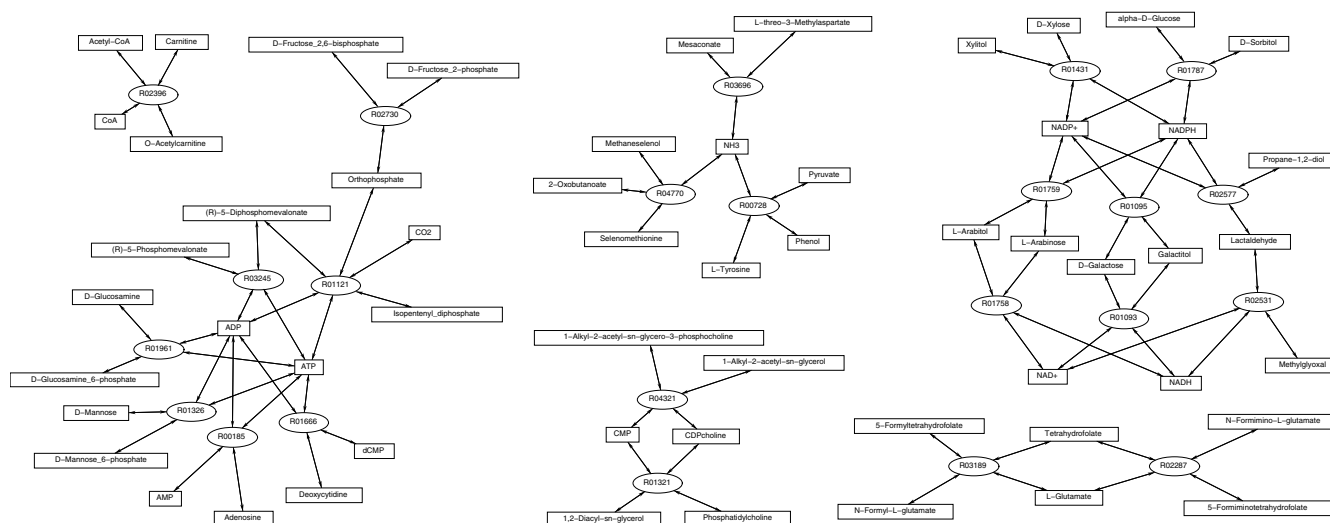 Acetyl−CoA
Carnitine
R02396
CoA
O−Acetylcarnitine
D−Fructose_2,6−bisphosphate
D−Fructose_2−phosphate
R02730
Orthophosphate
(R)−5−Diphosphomevalonate
(R)−5−Phosphomevalonate
CO2
R03245
R01121
D−Glucosamine
Isopentenyl_diphosphate
ADP
R01961
ATP
D−Glucosamine_6−phosphate
D−Mannose
R01326
R01666
R00185
dCMP
D−Mannose_6−phosphate
AMP
Deoxycytidine
Adenosine
L−threo−3−Methylaspartate
Mesaconate
R03696
NH3
Methaneselenol
2−Oxobutanoate
R04770
Pyruvate
R00728
Selenomethionine
Phenol
L−Tyrosine
1−Alkyl−2−acetyl−sn−glycero−3−phosphocholine
1−Alkyl−2−acetyl−sn−glycerol
R04321
CMP
CDPcholine
R01321
1,2−Diacyl−sn−glycerol
Phosphatidylcholine
alpha−D−Glucose
D−Xylose
Xylitol
D−Sorbitol
R01431
R01787
NADP+
NADPH
Propane−1,2−diol
R01759
R02577
R01095
L−Arabitol
L−Arabinose
Galactitol
Lactaldehyde
D−Galactose
R01758
R02531
R01093
NAD+
NADH
Methylglyoxal
5−Formyltetrahydrofolate
Tetrahydrofolate
N−Formimino−L−glutamate
R03189
R02287
L−Glutamate
N−Formyl−L−glutamate
5−Formiminotetrahydrofolate